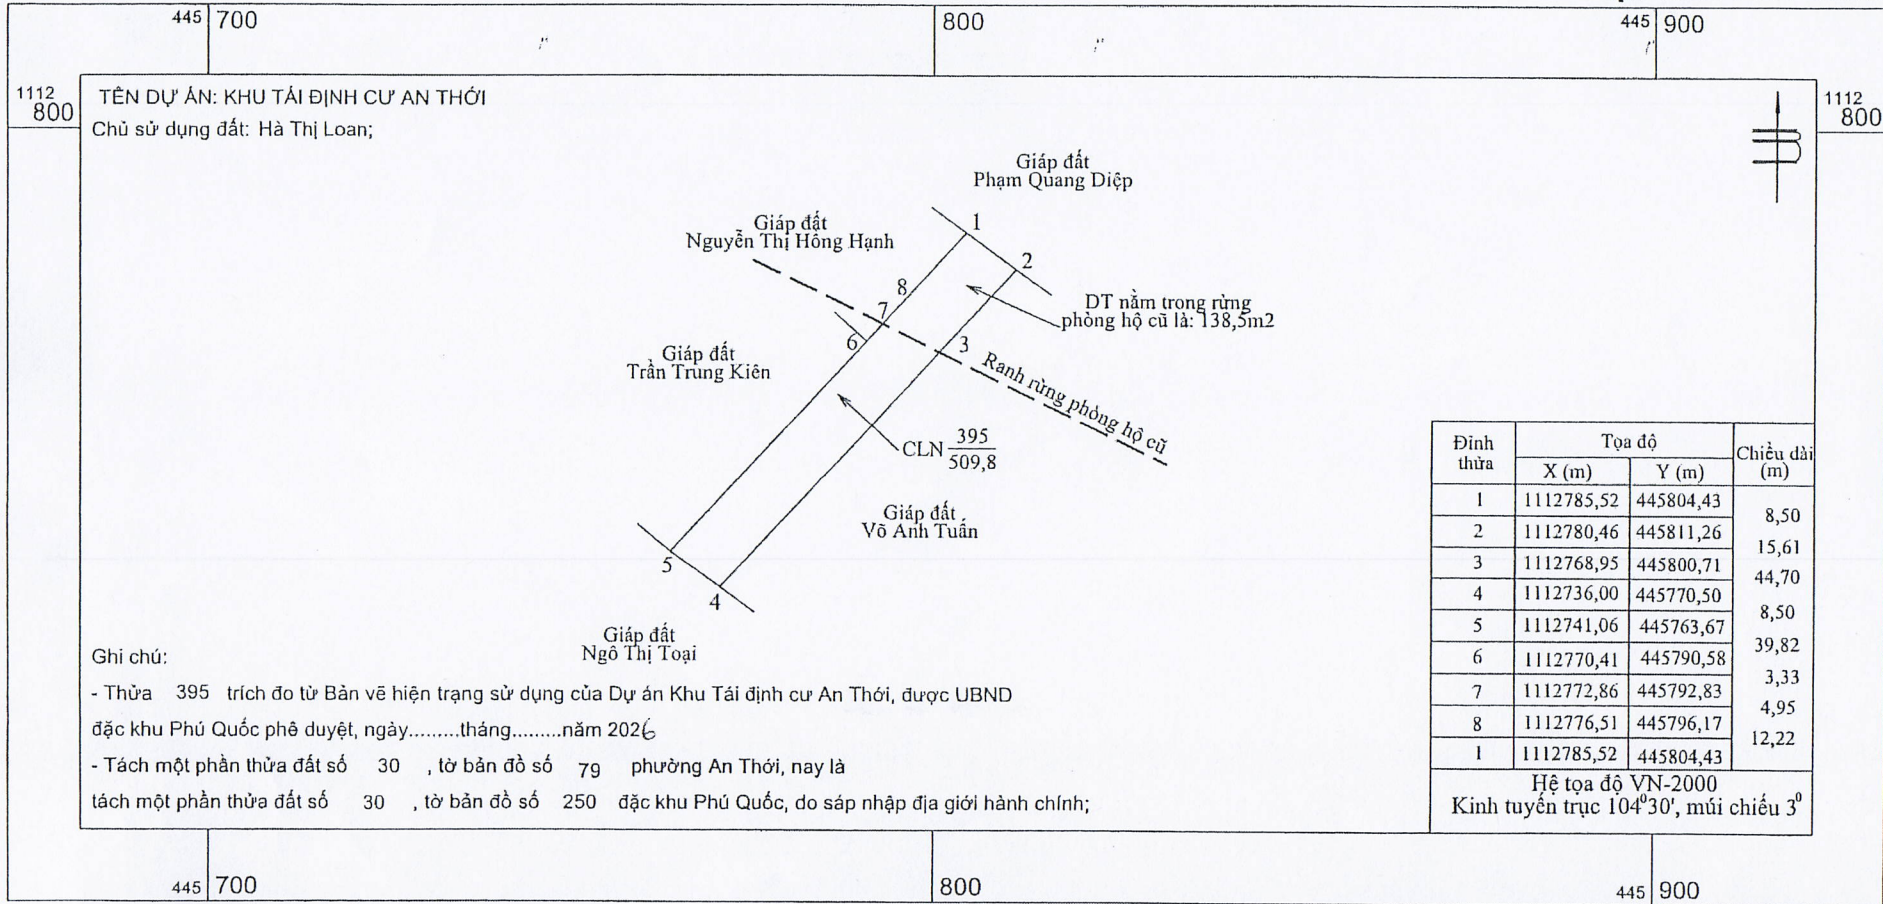 445 700
800
445 900
1112
800
1112
800
TÊN DỰ ÁN: KHU TÁI ĐỊNH CƯ AN THỚI
Chủ sử dụng đất: Hà Thị Loan;
Giáp đất
Phạm Quang Diệp
Giáp đất
Nguyễn Thị Hồng Hạnh
1
2
8
7
DT nằm trong rừng
phòng hộ cũ là: 138,5m2
6
3
Ranh rừng phòng hộ cũ
Giáp đất
Trần Trung Kiên
CLN 395
509,8
Giáp đất
Võ Anh Tuấn
5
4
Giáp đất
Ngô Thị Toại
Đỉnh thửa Tọa độ Chiều dài (m)
X (m) Y (m)
1 1112785,52 445804,43
8,50
2 1112780,46 445811,26
15,61
3 1112768,95 445800,71
44,70
4 1112736,00 445770,50
8,50
5 1112741,06 445763,67
39,82
6 1112770,41 445790,58
3,33
7 1112772,86 445792,83
4,95
8 1112776,51 445796,17
12,22
1 1112785,52 445804,43
Hệ tọa độ VN-2000
Kinh tuyến trục 104⁰30', múi chiếu 3⁰
Ghi chú:
- Thửa 395 trích đo từ Bản vẽ hiện trạng sử dụng của Dự án Khu Tái định cư An Thới, được UBND
đặc khu Phú Quốc phê duyệt, ngày.........tháng.........năm 2026
- Tách một phần thửa đất số 30 , tờ bản đồ số 79 phường An Thới, nay là
tách một phần thửa đất số 30 , tờ bản đồ số 250 đặc khu Phú Quốc, do sáp nhập địa giới hành chính;
445 700
800
445 900